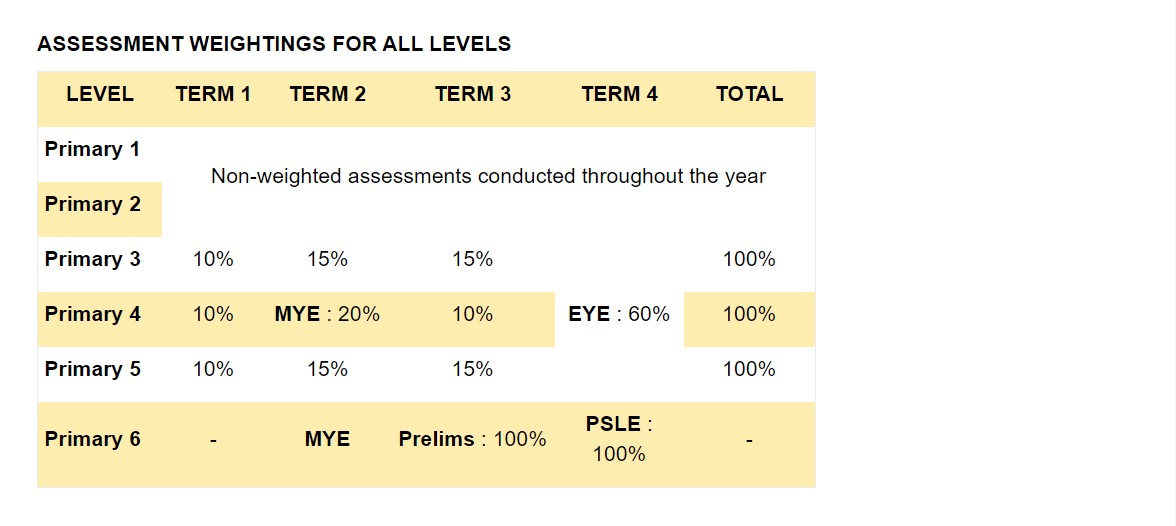 ASSESSMENT WEIGHTINGS FOR ALL LEVELS
LEVEL TERM 1 TERM 2 TERM 3 TERM 4 TOTAL
Primary 1
Non-weighted assessments conducted throughout the year
Primary 2
Primary 3 10% 15% 15% 100%
Primary 4 10% MYE : 20% 10% EYE : 60% 100%
Primary 5 10% 15% 15% 100%
Primary 6 - MYE Prelims : 100% PSLE : 100% -